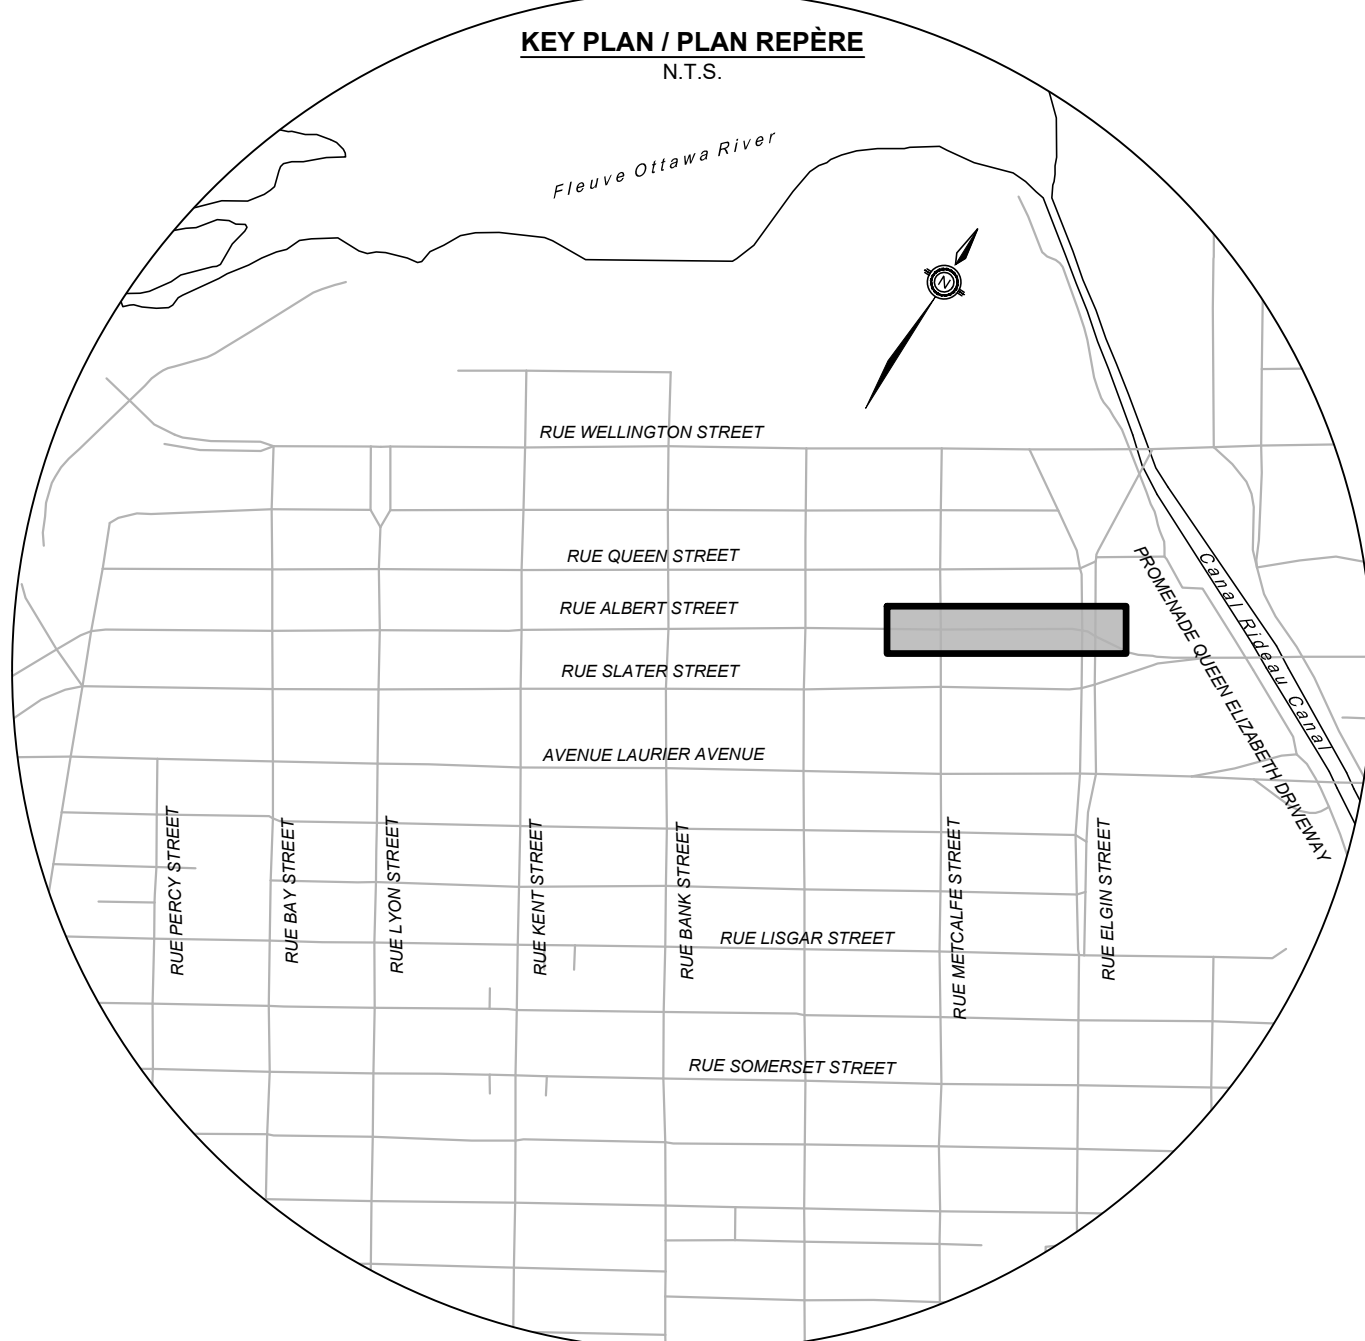 KEY PLAN / PLAN REPÈRE
N.T.S.
Fleuve Ottawa River
N
RUE WELLINGTON STREET
RUE QUEEN STREET
RUE ALBERT STREET
RUE SLATER STREET
AVENUE LAURIER AVENUE
PROMENADE QUEEN ELIZABETH DRIVEWAY
Canal Rideau Canal
RUE PERCY STREET
RUE BAY STREET
RUE LYON STREET
RUE KENT STREET
RUE BANK STREET
RUE METCALFE STREET
RUE ELGIN STREET
RUE LISGAR STREET
RUE SOMERSET STREET